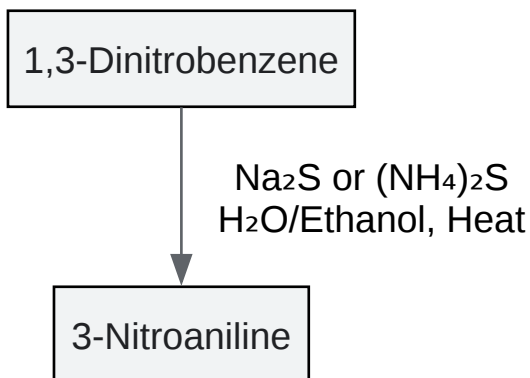 1,3-Dinitrobenzene
Na₂S or (NH₄)₂S
H₂O/Ethanol, Heat
3-Nitroaniline